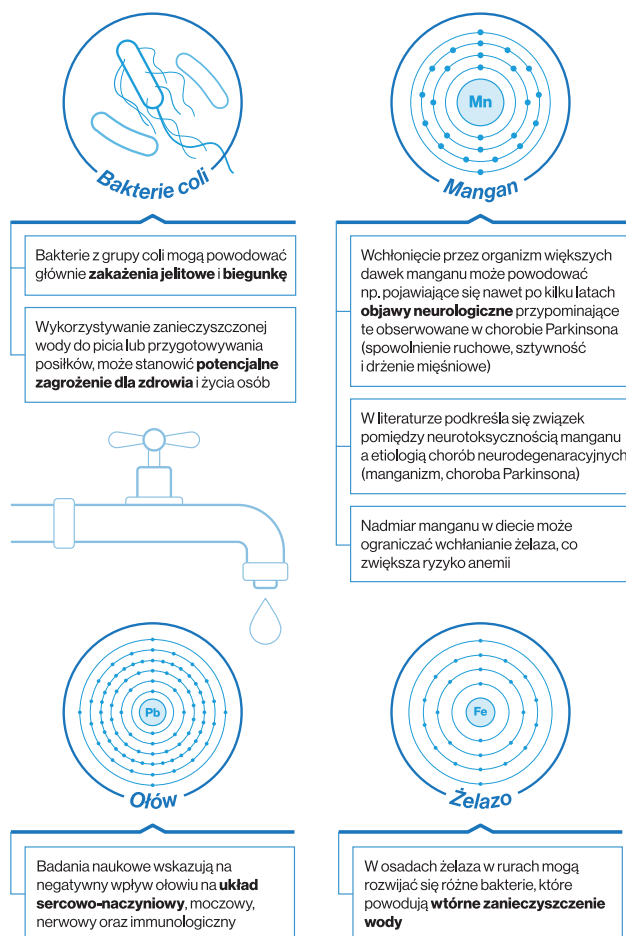 Bakterie coli
Bakterie z grupy coli mogą powodować
głównie zakażenia jelitowe i biegunkę
Wykorzystywanie zanieczyszczonej
wody do picia lub przygotowywania
posiłków, może stanowić potencjalne
zagrożenie dla zdrowia i życia osób
Mn
Mangan
Wchłonięcie przez organizm większych
dawek manganu może powodować
np. pojawiające się nawet po kilku latach
objawy neurologiczne przypominające
te obserwowane w chorobie Parkinsona
(spowolnienie ruchowe, sztywność
i drżenie mięśniowe)
W literaturze podkreśla się związek
pomiędzy neurotoksycznością manganu
a etiologią chorób neurodegenaracyjnych
(manganizm, choroba Parkinsona)
Nadmiar manganu w diecie może
ograniczać wchłanianie żelaza, co
zwiększa ryzyko anemii
Pb
Ołów
Badania naukowe wskazują na
negatywny wpływ ołowiu na układ
sercowo-naczyniowy, moczowy,
nerwowy oraz immunologiczny
Fe
Żelazo
W osadach żelaza w rurach mogą
rozwijać się różne bakterie, które
powodują wtórne zanieczyszczenie
wody